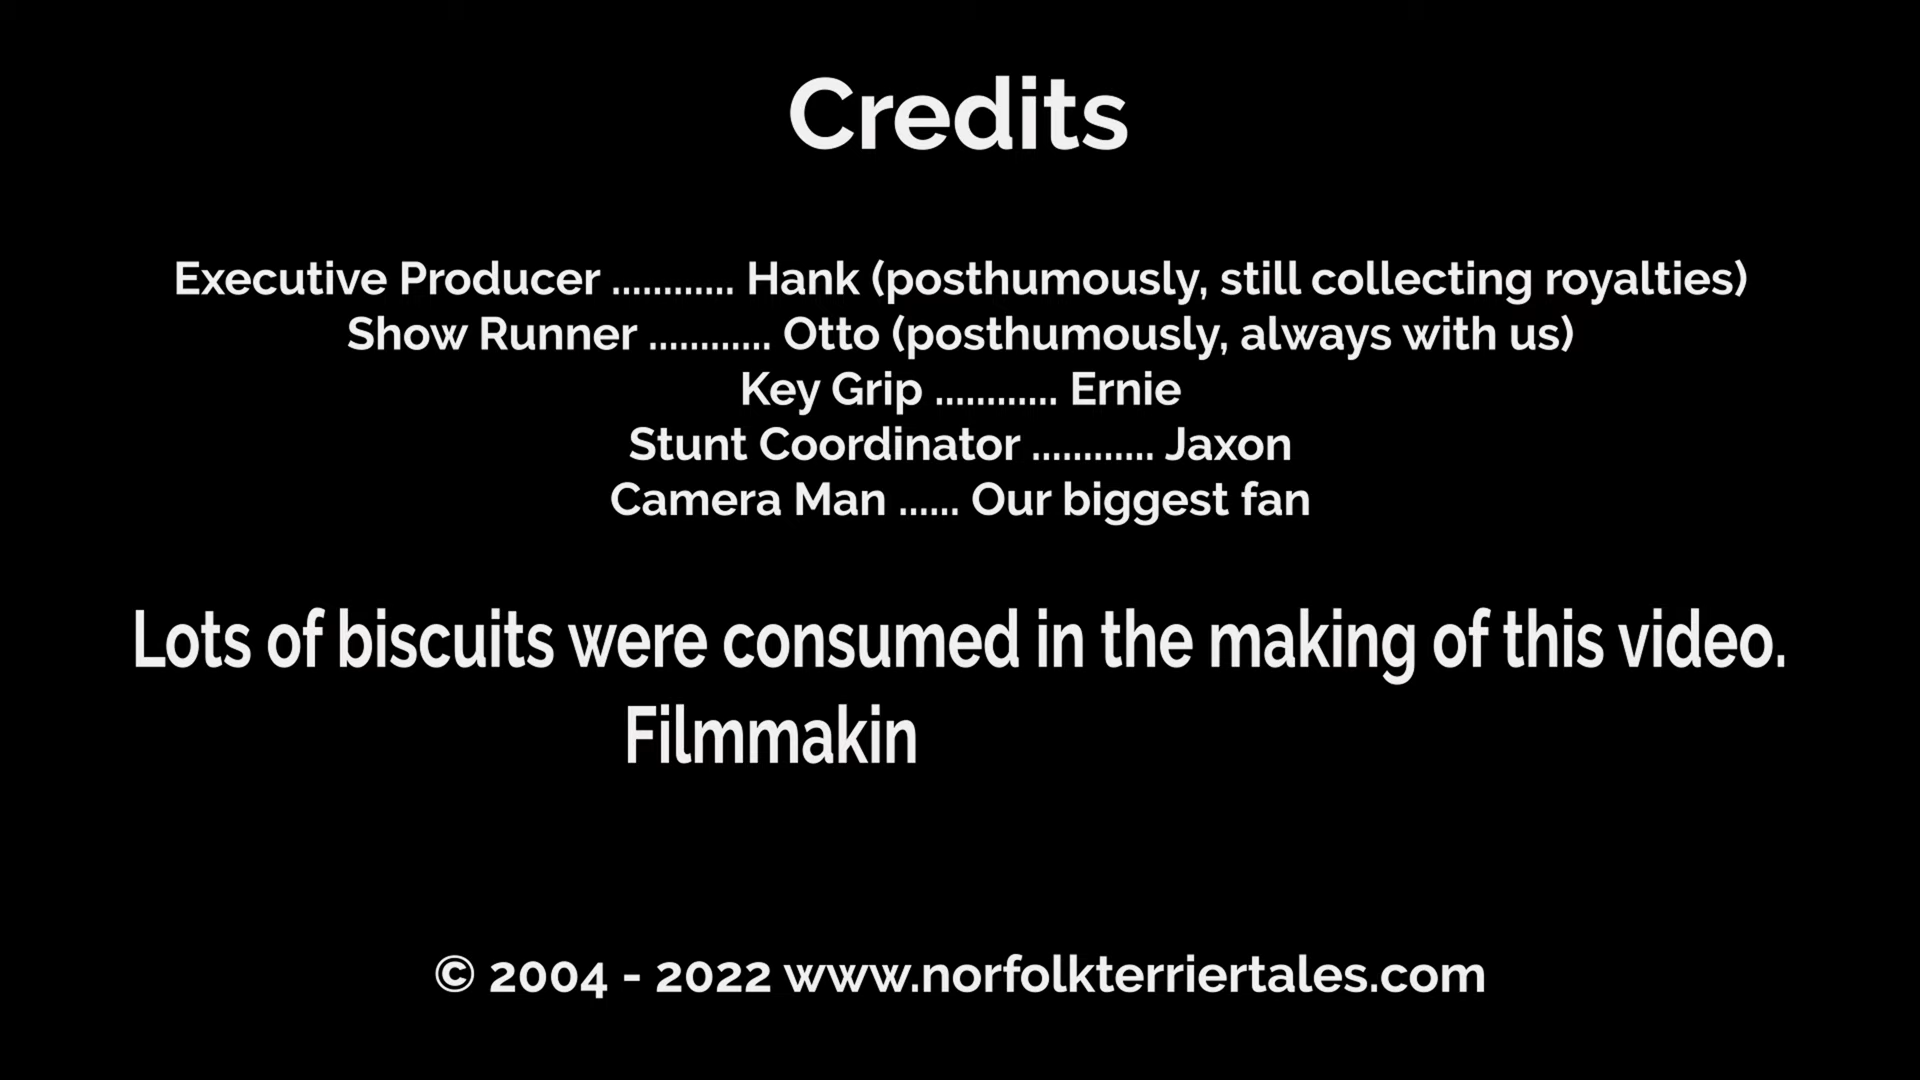 Credits
Executive Producer ............ Hank (posthumously, still collecting royalties)
Show Runner ............ Otto (posthumously, always with us)
Key Grip ............ Ernie
Stunt Coordinator ............ Jaxon
Camera Man ...... Our biggest fan
Lots of biscuits were consumed in the making of this video.
Filmmakin
© 2004 - 2022 www.norfolkterriertales.com